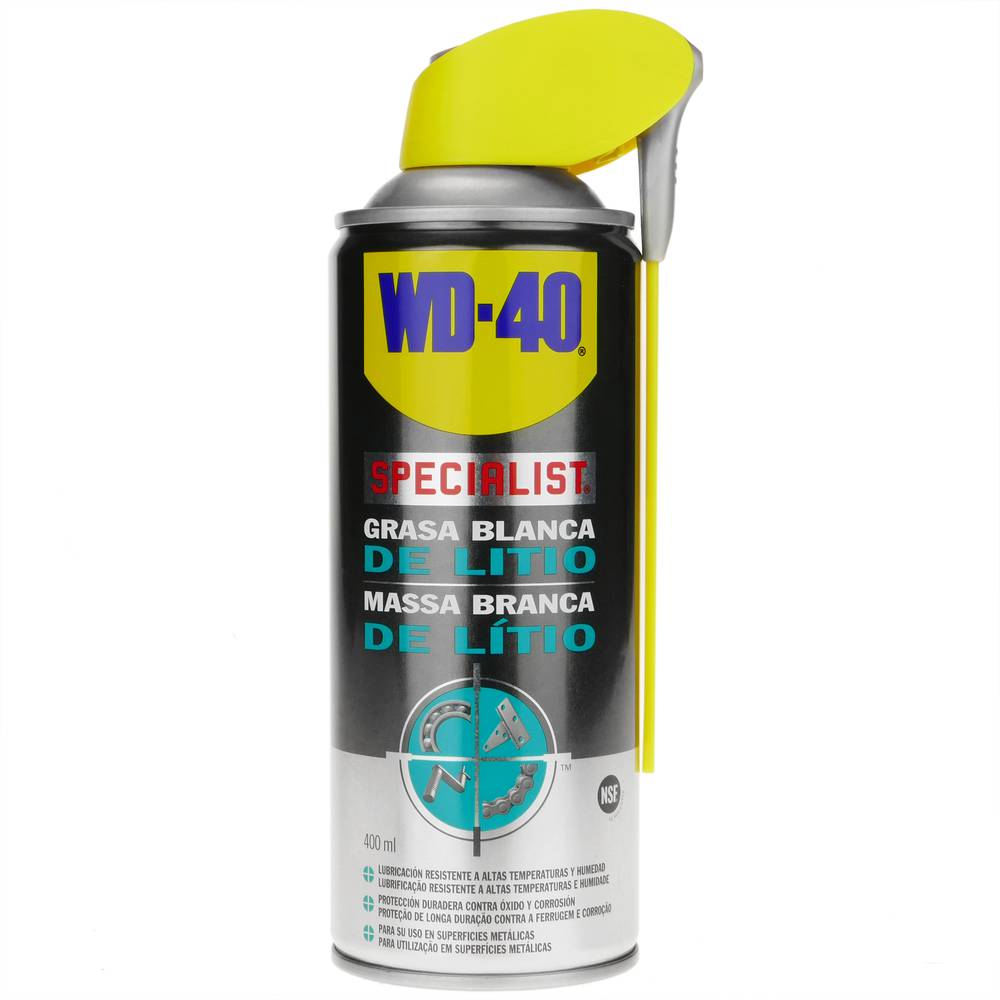 WD-40®
SPECIALIST®
GRASA BLANCA
DE LITIO
MASSA BRANCA
DE LÍTIO
TM
NSF
400 ml
LUBRICACIÓN RESISTENTE A ALTAS TEMPERATURAS Y HUMEDAD
LUBRIFICAÇÃO RESISTENTE A ALTAS TEMPERATURAS E HUMIDADE
PROTECCIÓN DURADERA CONTRA ÓXIDO Y CORROSIÓN
PROTEÇÃO DE LONGA DURAÇÃO CONTRA A FERRUGEM E CORROÇÃO
PARA SU USO EN SUPERFICIES METÁLICAS
PARA UTILIZAÇÃO EM SUPERFÍCIES METÁLICAS